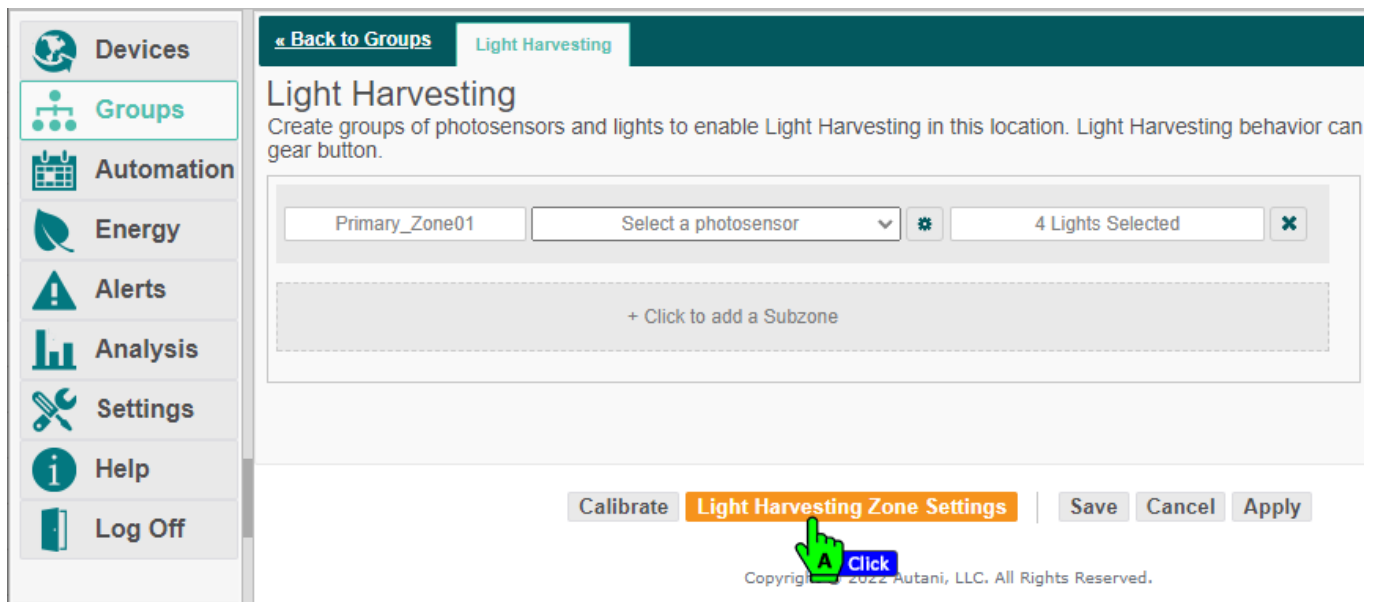 Devices
Groups
Automation
Energy
Alerts
Analysis
Settings
Help
Log Off
« Back to Groups
Light Harvesting
Light Harvesting
Create groups of photosensors and lights to enable Light Harvesting in this location. Light Harvesting behavior can
gear button.
Primary_Zone01 Select a photosensor 4 Lights Selected
+ Click to add a Subzone
Calibrate Light Harvesting Zone Settings Save Cancel Apply
A Click
2022 Autani, LLC. All Rights Reserved.